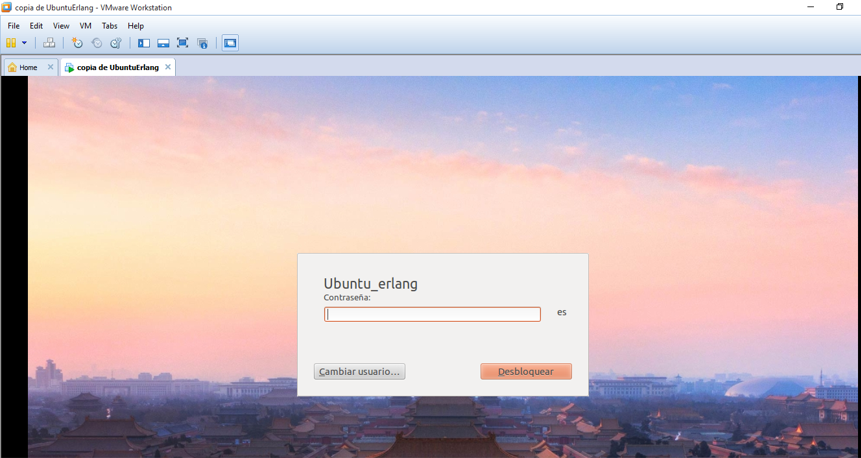 copia de UbuntuErlang - VMware Workstation
File Edit View VM Tabs Help
Home copia de UbuntuErlang
Ubuntu_erlang
Contraseña:
es
Cambiar usuario... Desbloquear